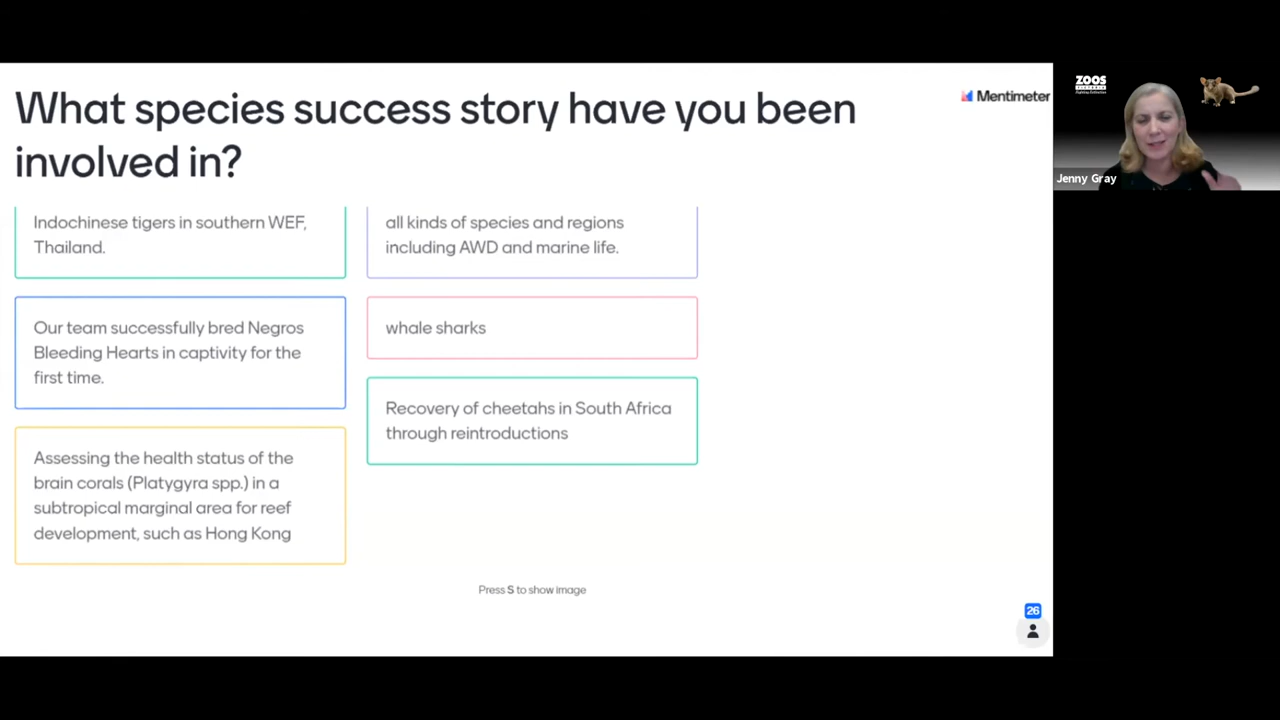 What species success story have you been
involved in?
Mentimeter
Indochinese tigers in southern WEF,
Thailand.
Our team successfully bred Negros
Bleeding Hearts in captivity for the
first time.
Assessing the health status of the
brain corals (Platygyra spp.) in a
subtropical marginal area for reef
development, such as Hong Kong
all kinds of species and regions
including AWD and marine life.
whale sharks
Recovery of cheetahs in South Africa
through reintroductions
Press S to show image
26
ZOOS
Jenny Gray